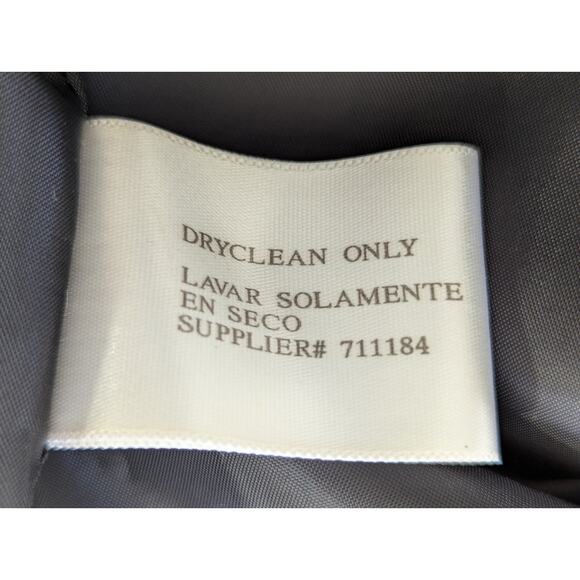 DRYCLEAN ONLY
LAVAR SOLAMENTE
EN SECO
SUPPLIER# 711184